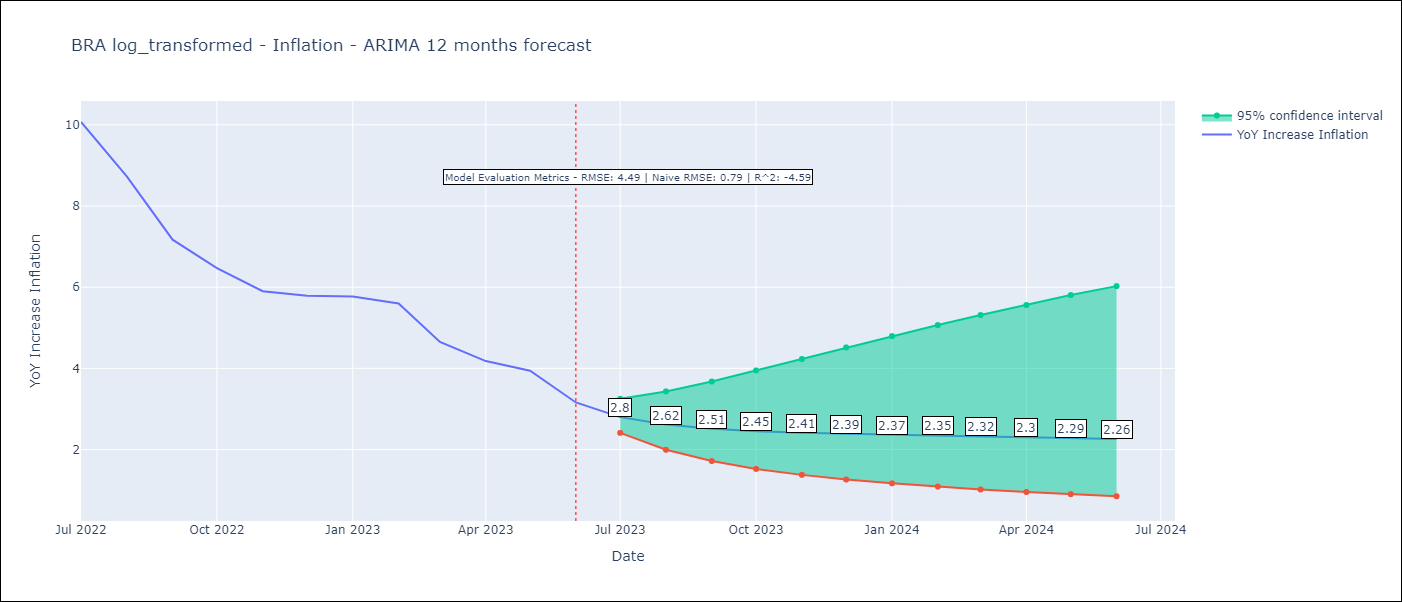 BRA log_transformed - Inflation - ARIMA 12 months forecast
95% confidence interval
YoY Increase Inflation
Model Evaluation Metrics - RMSE: 4.49 | Naive RMSE: 0.79 | R^2: -4.59
YoY Increase Inflation
10
8
6
4
2
2.8
2.62
2.51
2.45
2.41
2.39
2.37
2.35
2.32
2.3
2.29
2.26
Jul 2022
Oct 2022
Jan 2023
Apr 2023
Jul 2023
Oct 2023
Jan 2024
Apr 2024
Jul 2024
Date